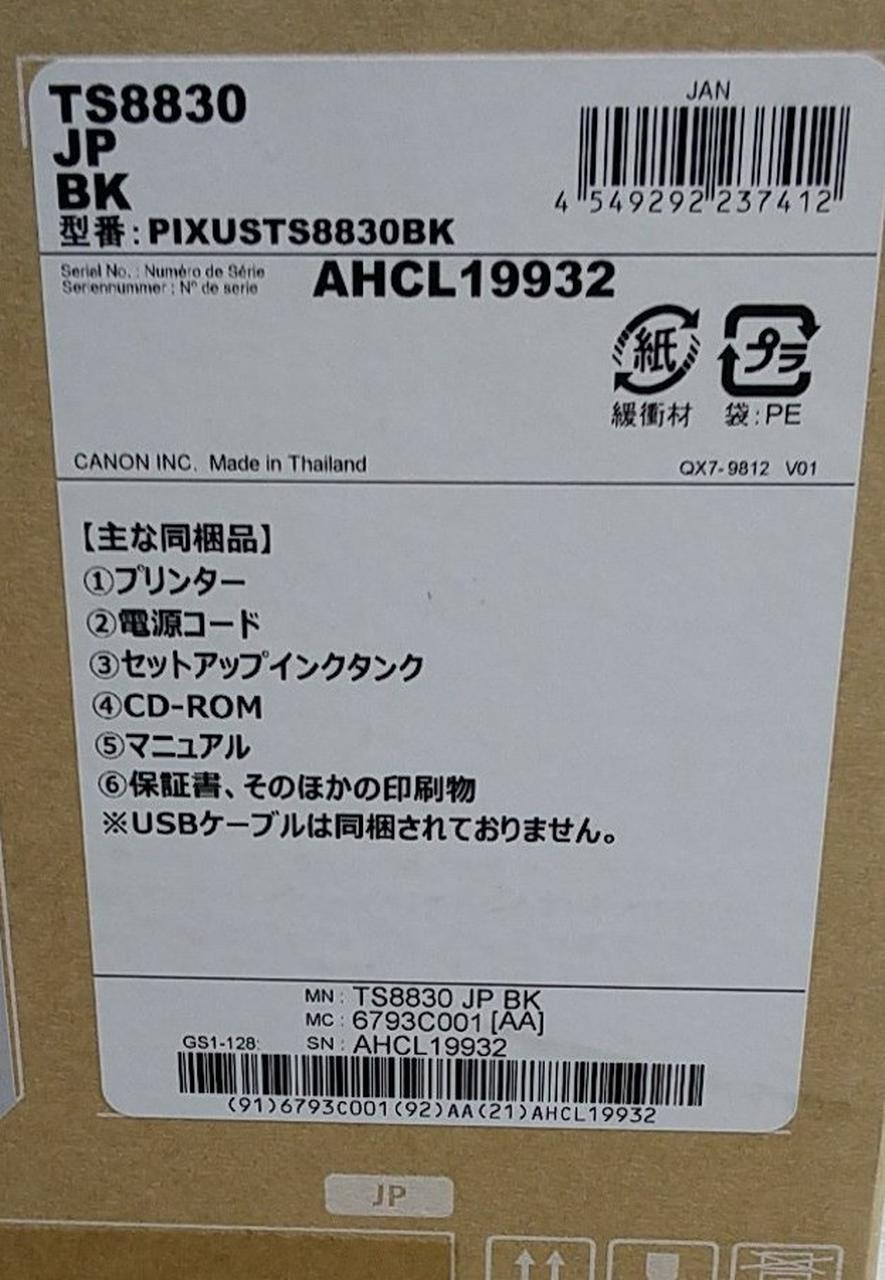 TS8830
JP
BK
型番:PIXUSTS8830BK
JAN
4 549292 237412
Serial No. : Numéro de Série
Seriennummer : Nº de serie
AHCL19932
紙 プラ
緩衝材 袋:PE
CANON INC. Made in Thailand
QX7-9812 V01
【主な同梱品】
①プリンター
②電源コード
③セットアップインクタンク
④CD-ROM
⑤マニュアル
⑥保証書、そのほかの印刷物
※USBケーブルは同梱されておりません。
MN : TS8830 JP BK
MC : 6793C001 [AA]
GS1-128: SN : AHCL19932
(91)6793C001(92)AA(21)AHCL19932
JP